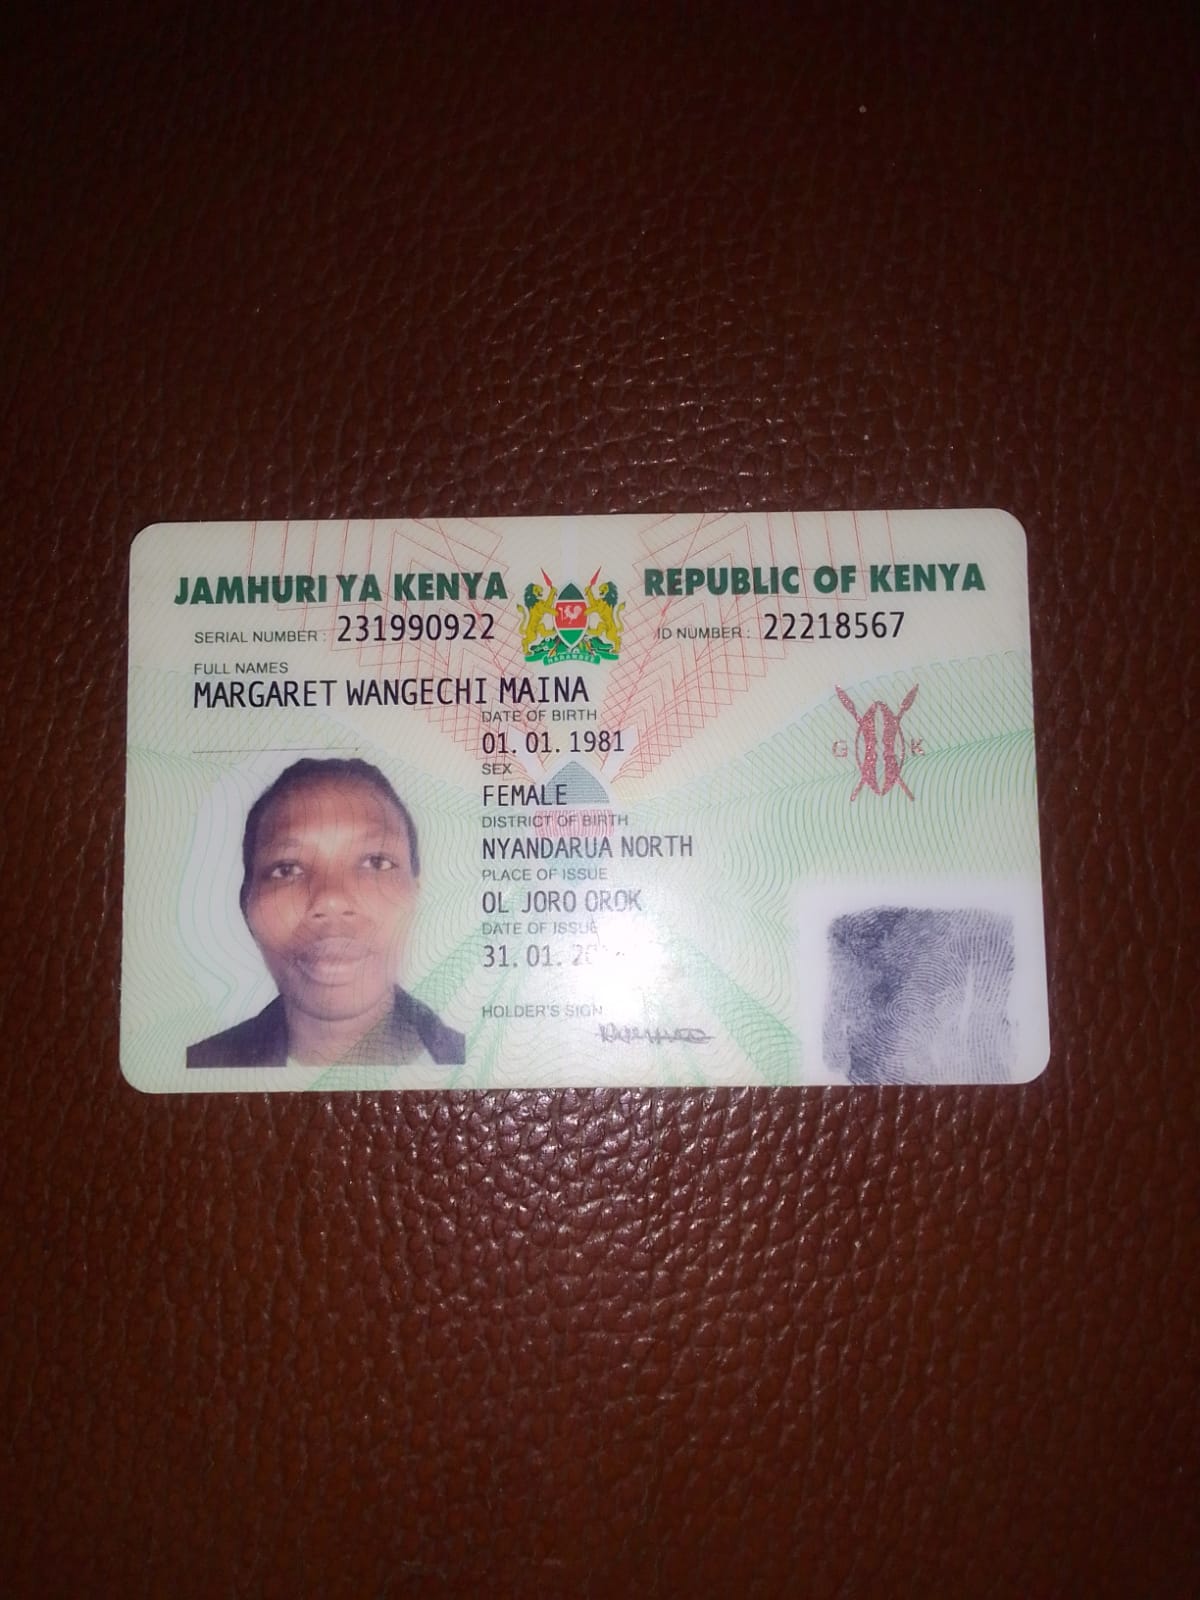 JAMHURI YA KENYA REPUBLIC OF KENYA
SERIAL NUMBER : 231990922 ID NUMBER : 22218567
FULL NAMES
MARGARET WANGECHI MAINA
DATE OF BIRTH
01. 01. 1981
SEX
FEMALE
DISTRICT OF BIRTH
NYANDARUA NORTH
PLACE OF ISSUE
OL JORO OROK
DATE OF ISSUE
31. 01.
HOLDER'S SIGN
HARAMBEE
G K